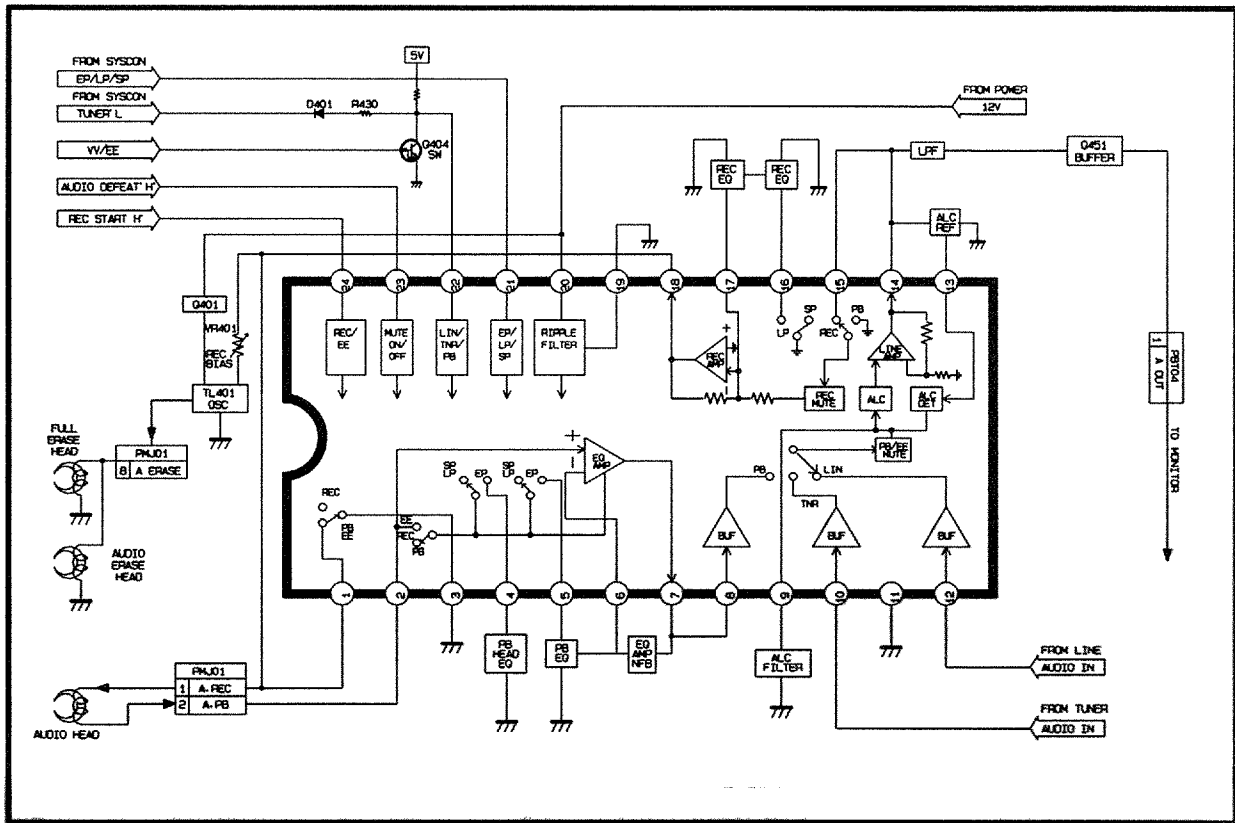 FROM SYSCON
EP/LP/SP
FROM SYSCON
TUNER'L
VV/EE
AUDIO DEFEAT'H'
REC START H'
5V
D401
R430
Q404
SW
FROM POWER
12V
REC
EQ
REC
EQ
LPF
Q451
BUFFER
ALC
REF
24
23
22
21
20
19
18
17
16
15
14
13
Q401
VR401
REC
BIAS
TL401
OSC
REC/
EE
MUTE
ON/
OFF
LIN/
TNR/
PB
EP/
LP/
SP
RIPPLE
FILTER
REC
AMP
+
-
LP
SP
REC
PB
LINE
AMP
REC
MUTE
ALC
ALC
DET
PB/EE
MUTE
PBT04
1
A OUT
TO MONITOR
FULL
ERASE
HEAD
PMJ01
8
A ERASE
AUDIO
ERASE
HEAD
REC
PB
EE
EE
REC
PB
SP
LP
EP
SP
LP
EP
+
-
EQ
AMP
PB
LIN
TNR
BUF
BUF
BUF
1
2
3
4
5
6
7
8
9
10
11
12
PB
HEAD
EQ
PB
EQ
EQ
AMP
NFB
ALC
FILTER
FROM LINE
AUDIO IN
FROM TUNER
AUDIO IN
PMJ01
1
A.REC
2
A.PB
AUDIO HEAD